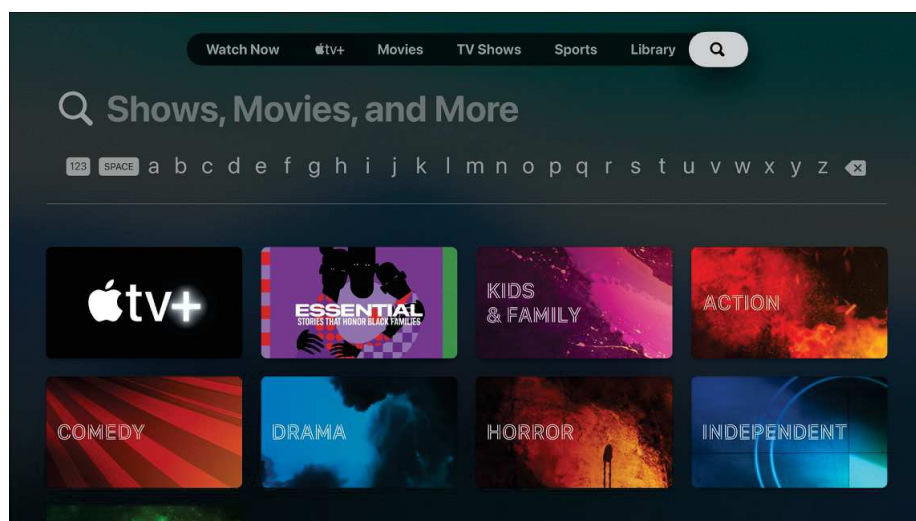 Watch Now tv+ Movies TV Shows Sports Library
Shows, Movies, and More
123 SPACE a b c d e f g h i j k l m n o p q r s t u v w x y z
tv+
ESSENTIAL
STORIES THAT HONOR BLACK FAMILIES
KIDS
& FAMILY
ACTION
COMEDY
DRAMA
HORROR
INDEPENDENT